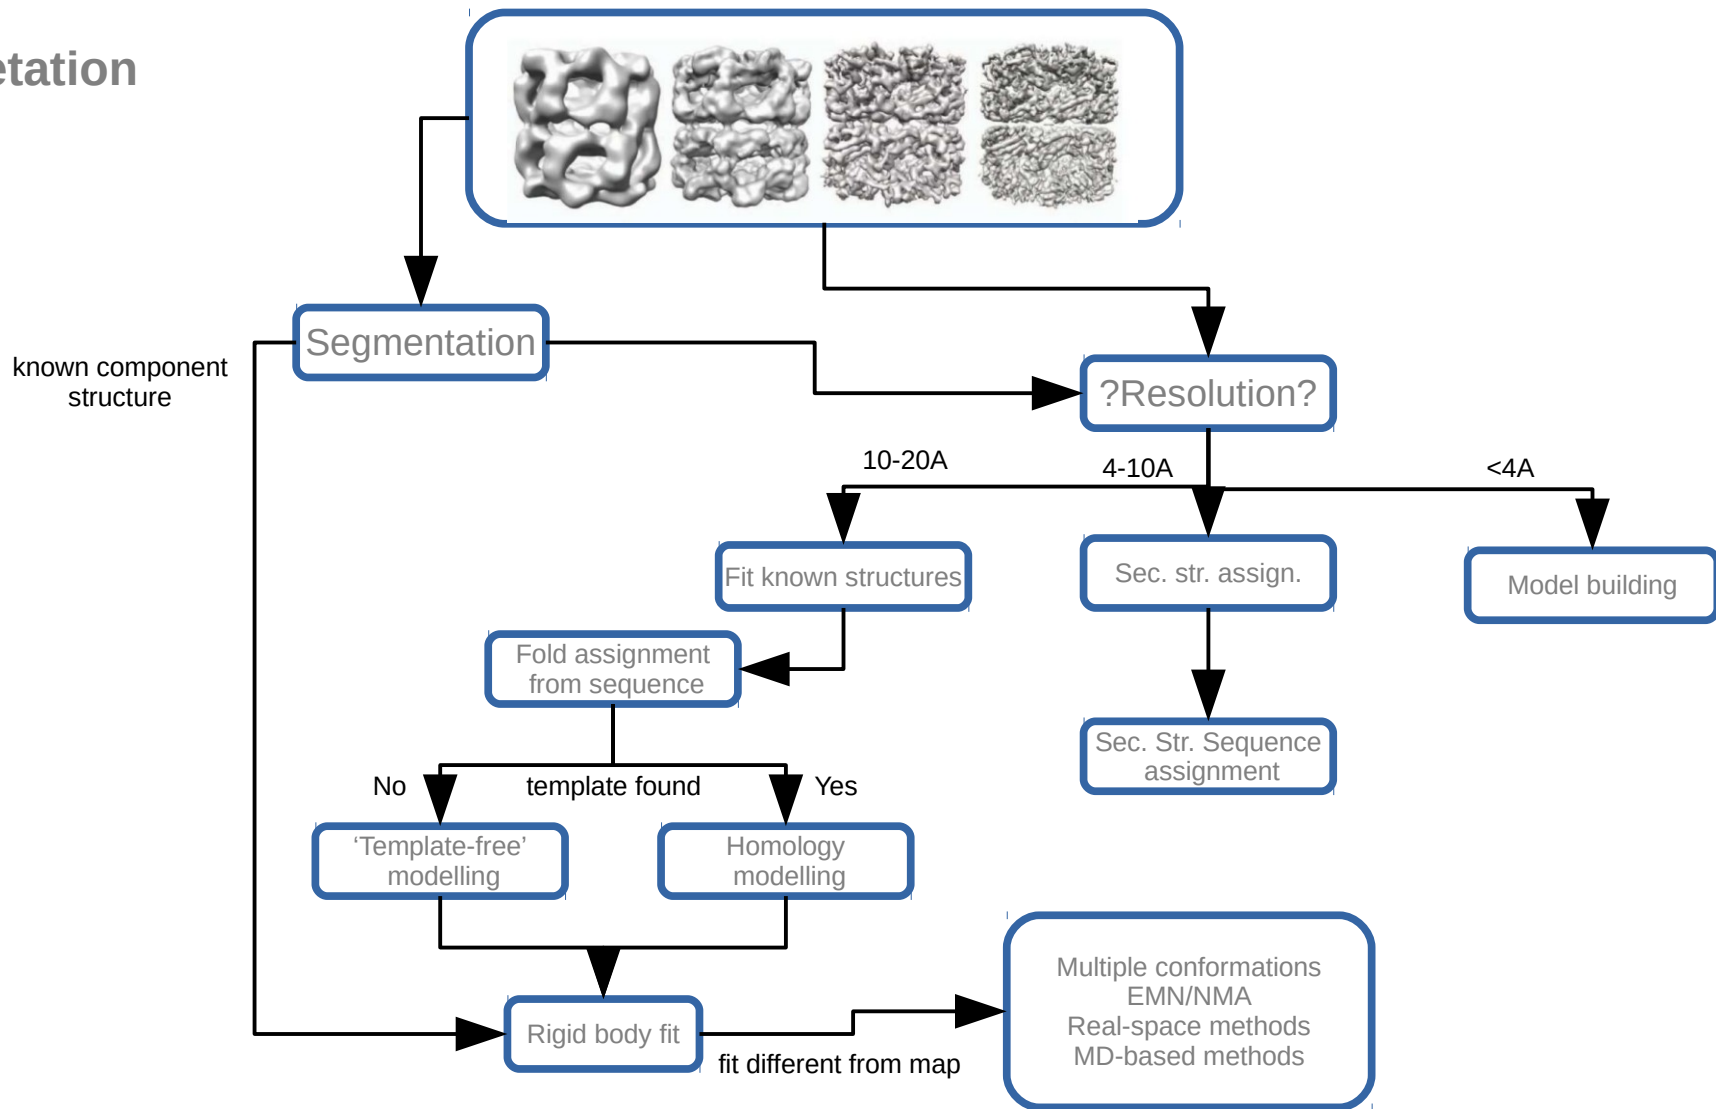 etation
Segmentation
known component
structure
?Resolution?
10-20A
4-10A
<4A
Fit known structures
Sec. str. assign.
Model building
Fold assignment
from sequence
Sec. Str. Sequence
assignment
No
template found
Yes
‘Template-free’
modelling
Homology
modelling
Multiple conformations
EMN/NMA
Real-space methods
MD-based methods
Rigid body fit
fit different from map